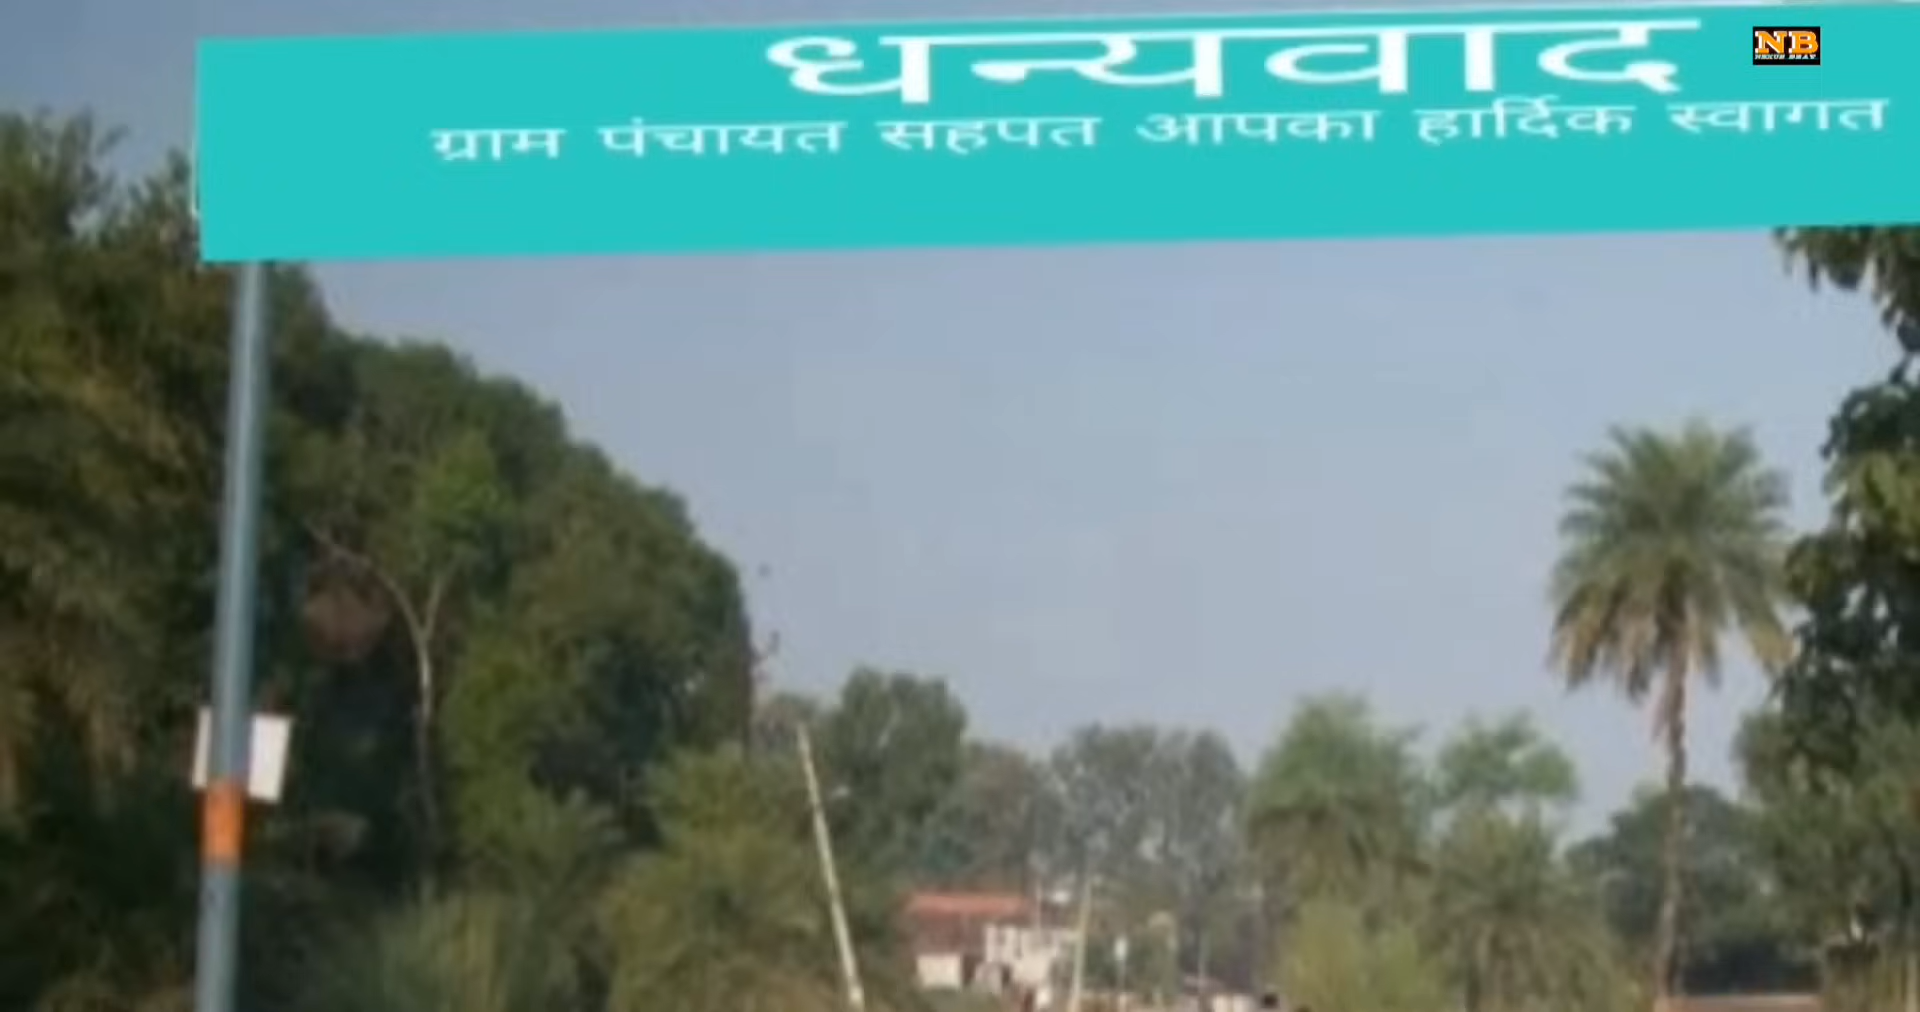 धन्यवाद
ग्राम पंचायत सहपत आपका हार्दिक स्वागत
NB